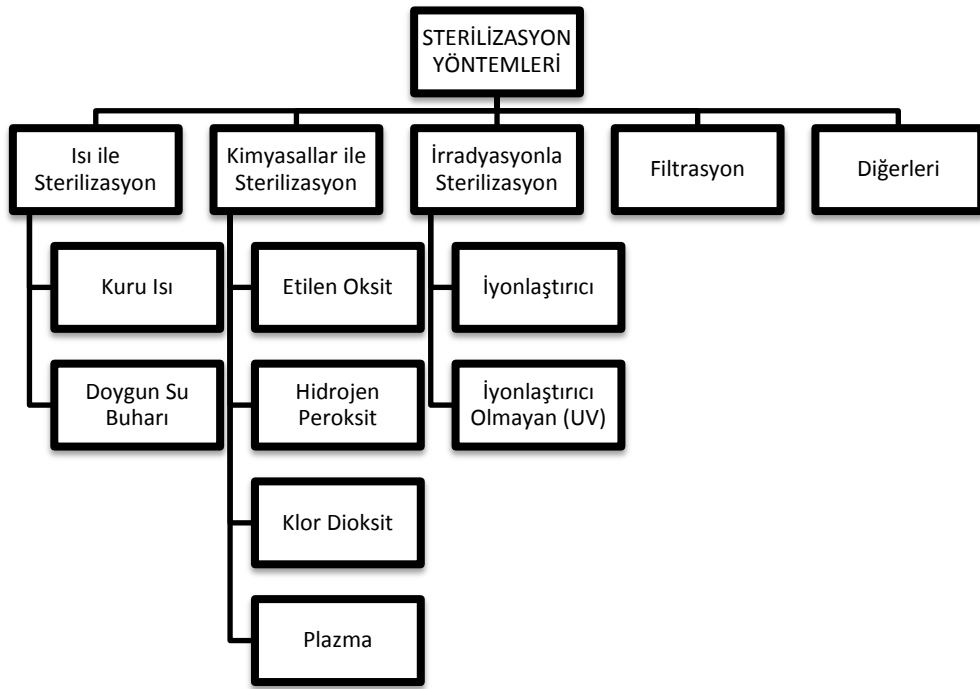 STERİLİZASYON
YÖNTEMLERİ
Isı ile
Sterilizasyon
Kimyasallar ile
Sterilizasyon
İrradyasyonla
Sterilizasyon
Filtrasyon
Diğerleri
Kuru Isı
Doygun Su
Buharı
Etilen Oksit
Hidrojen
Peroksit
Klor Dioksit
Plazma
İyonlaştırıcı
İyonlaştırıcı
Olmayan (UV)